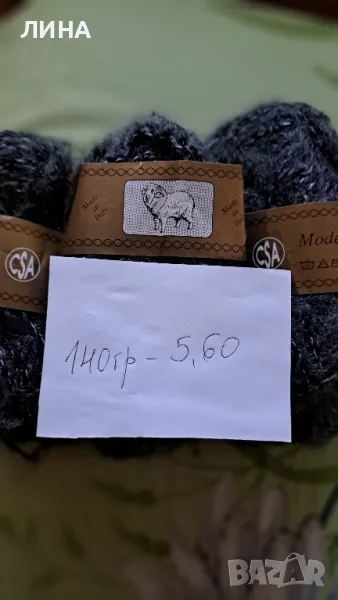 ЛИНА
Made
in
Italy
CSA
CSA
Mode
140гр – 5,60
BAZAR